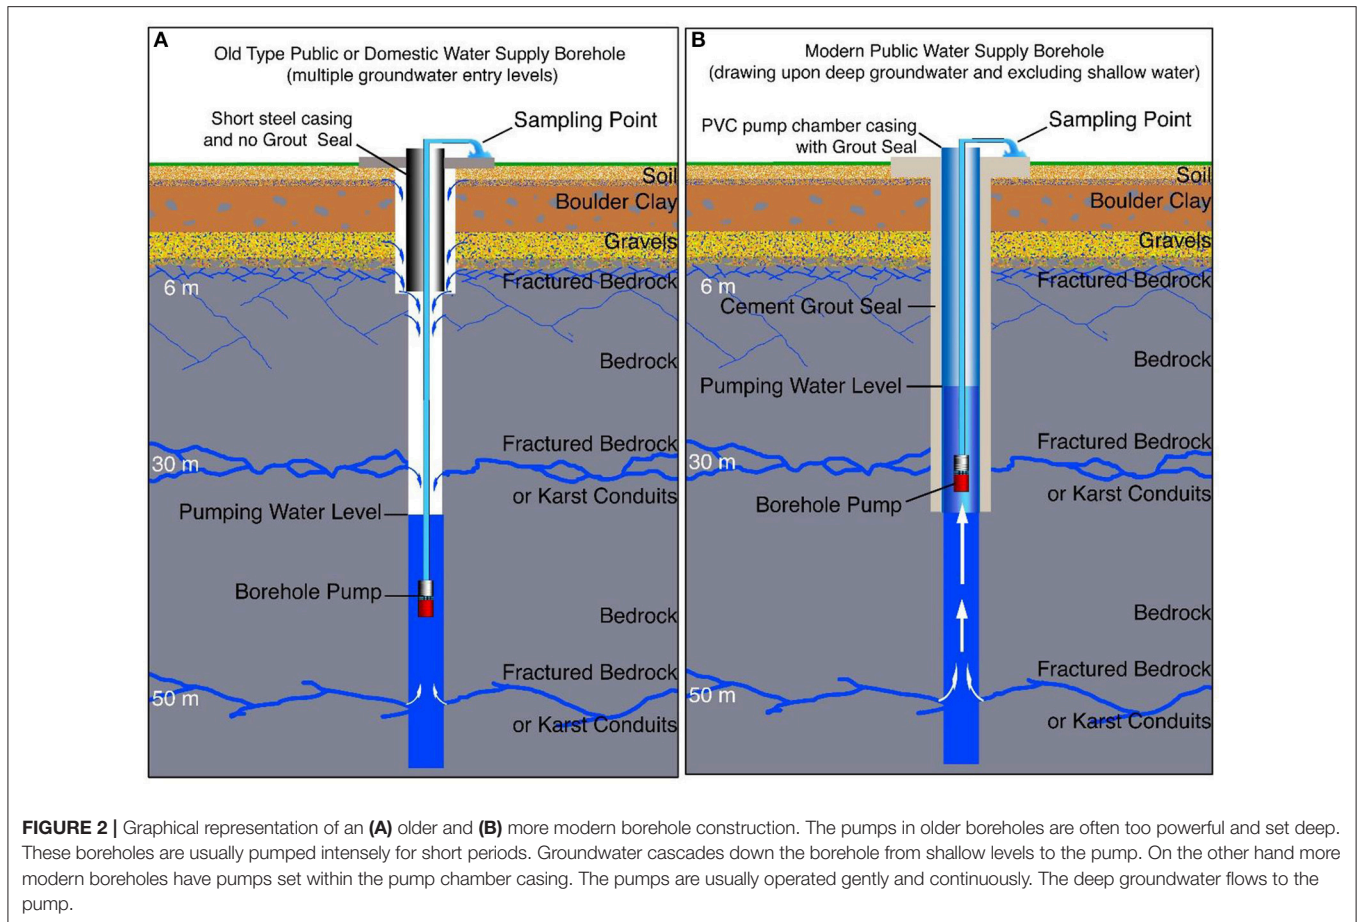 A
Old Type Public or Domestic Water Supply Borehole
(multiple groundwater entry levels)
Short steel casing
and no Grout Seal
Sampling Point
Soil
Boulder Clay
Gravels
Fractured Bedrock
6 m
Bedrock
Fractured Bedrock
30 m
or Karst Conduits
Pumping Water Level
Borehole Pump
Bedrock
Fractured Bedrock
50 m
or Karst Conduits
B
Modern Public Water Supply Borehole
(drawing upon deep groundwater and excluding shallow water)
PVC pump chamber casing
with Grout Seal
Sampling Point
Soil
Boulder Clay
Gravels
Fractured Bedrock
6 m
Cement Grout Seal
Bedrock
Pumping Water Level
Fractured Bedrock
30 m
or Karst Conduits
Borehole Pump
Bedrock
Fractured Bedrock
50 m
or Karst Conduits
FIGURE 2 | Graphical representation of an (A) older and (B) more modern borehole construction. The pumps in older boreholes are often too powerful and set deep.
These boreholes are usually pumped intensely for short periods. Groundwater cascades down the borehole from shallow levels to the pump. On the other hand more
modern boreholes have pumps set within the pump chamber casing. The pumps are usually operated gently and continuously. The deep groundwater flows to the
pump.